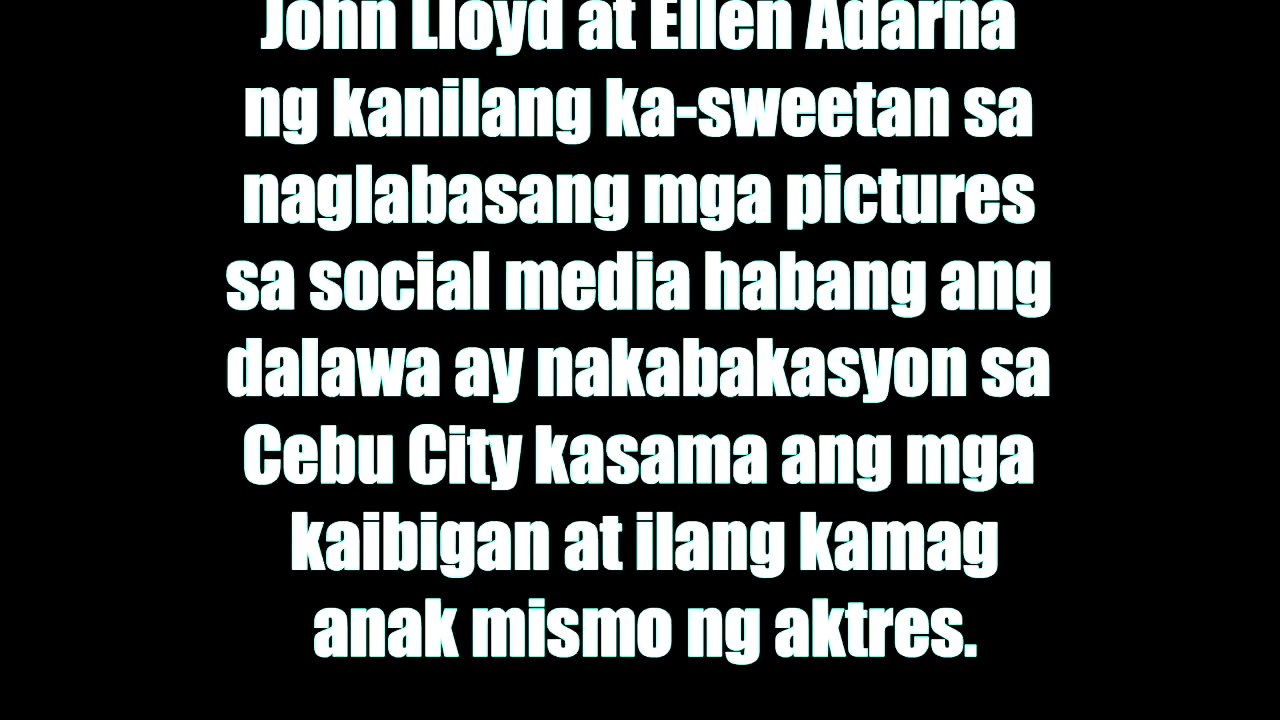 John Lloyd at Ellen Adarna
ng kanilang ka-sweetan sa
naglabasang mga pictures
sa social media habang ang
dalawa ay nakabakasyon sa
Cebu City kasama ang mga
kaibigan at ilang kamag
anak mismo ng aktres.